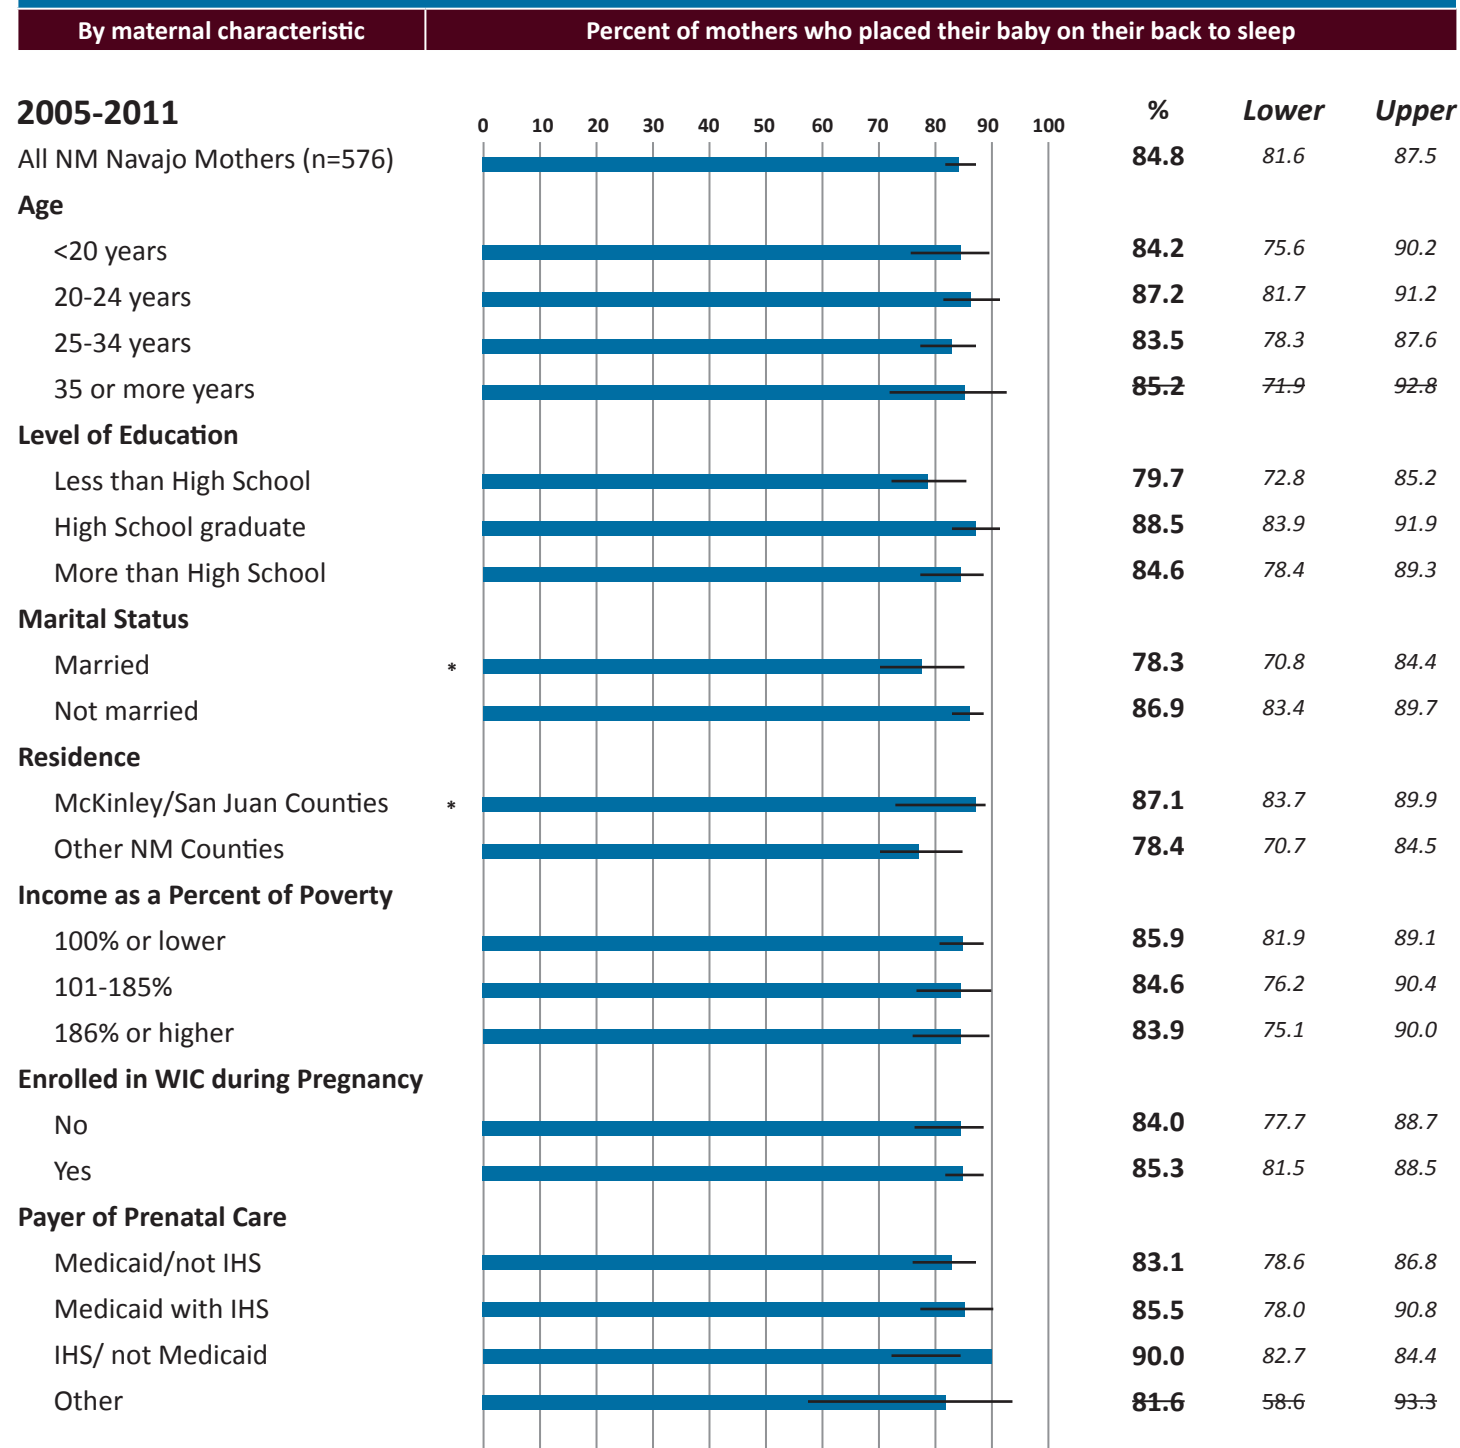 By maternal characteristic Percent of mothers who placed their baby on their back to sleep
2005-2011 0 10 20 30 40 50 60 70 80 90 100 % Lower Upper
All NM Navajo Mothers (n=576) 84.8 81.6 87.5
Age
<20 years 84.2 75.6 90.2
20-24 years 87.2 81.7 91.2
25-34 years 83.5 78.3 87.6
35 or more years 85.2 71.9 92.8
Level of Education
Less than High School 79.7 72.8 85.2
High School graduate 88.5 83.9 91.9
More than High School 84.6 78.4 89.3
Marital Status
Married * 78.3 70.8 84.4
Not married 86.9 83.4 89.7
Residence
McKinley/San Juan Counties * 87.1 83.7 89.9
Other NM Counties 78.4 70.7 84.5
Income as a Percent of Poverty
100% or lower 85.9 81.9 89.1
101-185% 84.6 76.2 90.4
186% or higher 83.9 75.1 90.0
Enrolled in WIC during Pregnancy
No 84.0 77.7 88.7
Yes 85.3 81.5 88.5
Payer of Prenatal Care
Medicaid/not IHS 83.1 78.6 86.8
Medicaid with IHS 85.5 78.0 90.8
IHS/ not Medicaid 90.0 82.7 84.4
Other 81.6 58.6 93.3